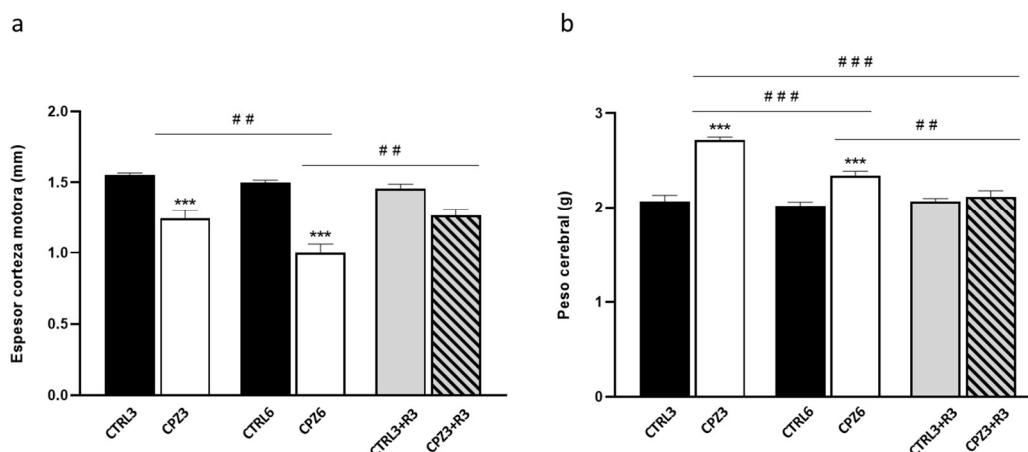 a
# #
# #
***
***
Espesor corteza motora (mm)
2.0
1.5
1.0
0.5
0.0
CTRL3
CPZ3
CTRL6
CPZ6
CTRL3+R3
CPZ3+R3
b
# # #
# # #
# #
***
***
Peso cerebral (g)
3
2
1
0
CTRL3
CPZ3
CTRL6
CPZ6
CTRL3+R3
CPZ3+R3